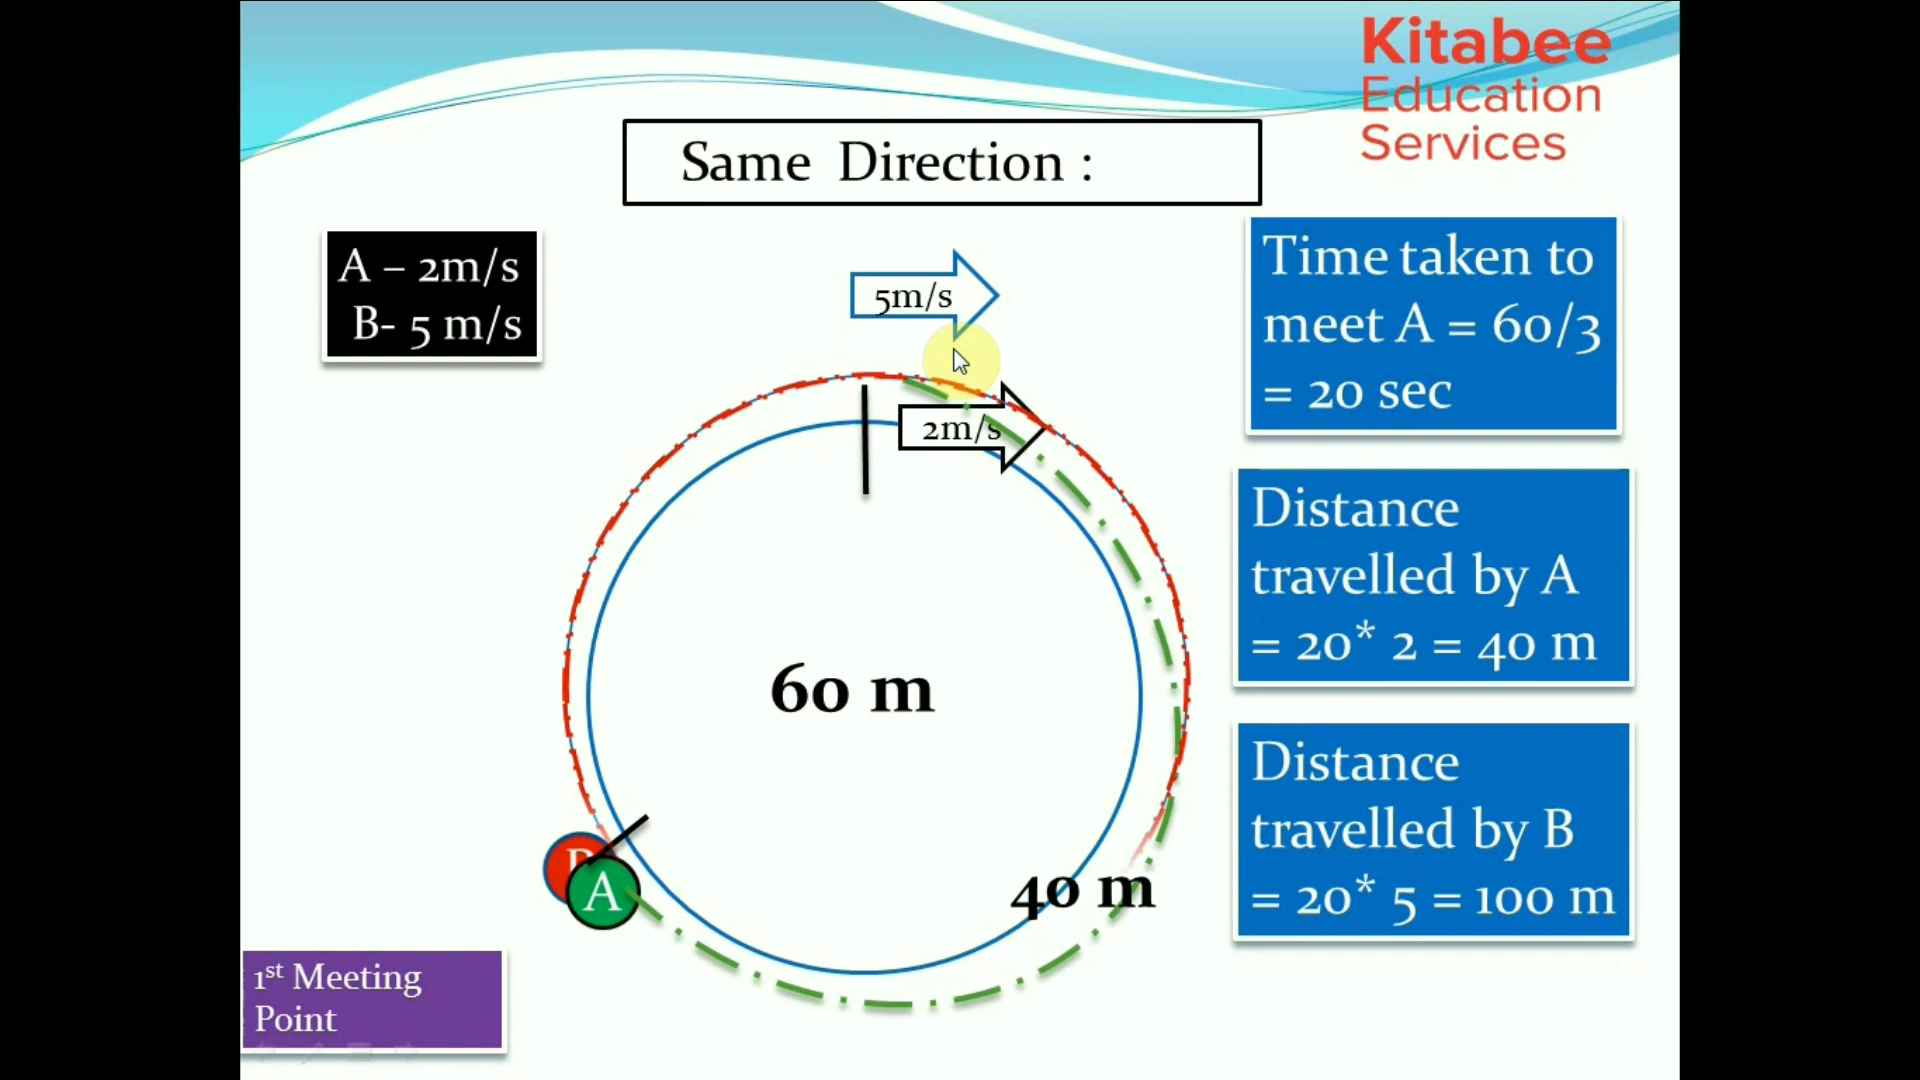 Kitabee
Education
Services
Same Direction :
A – 2m/s
B- 5 m/s
5m/s
2m/s
Time taken to
meet A = 60/3
= 20 sec
Distance
travelled by A
= 20* 2 = 40 m
60 m
Distance
travelled by B
= 20* 5 = 100 m
B
A
40 m
1st Meeting
Point